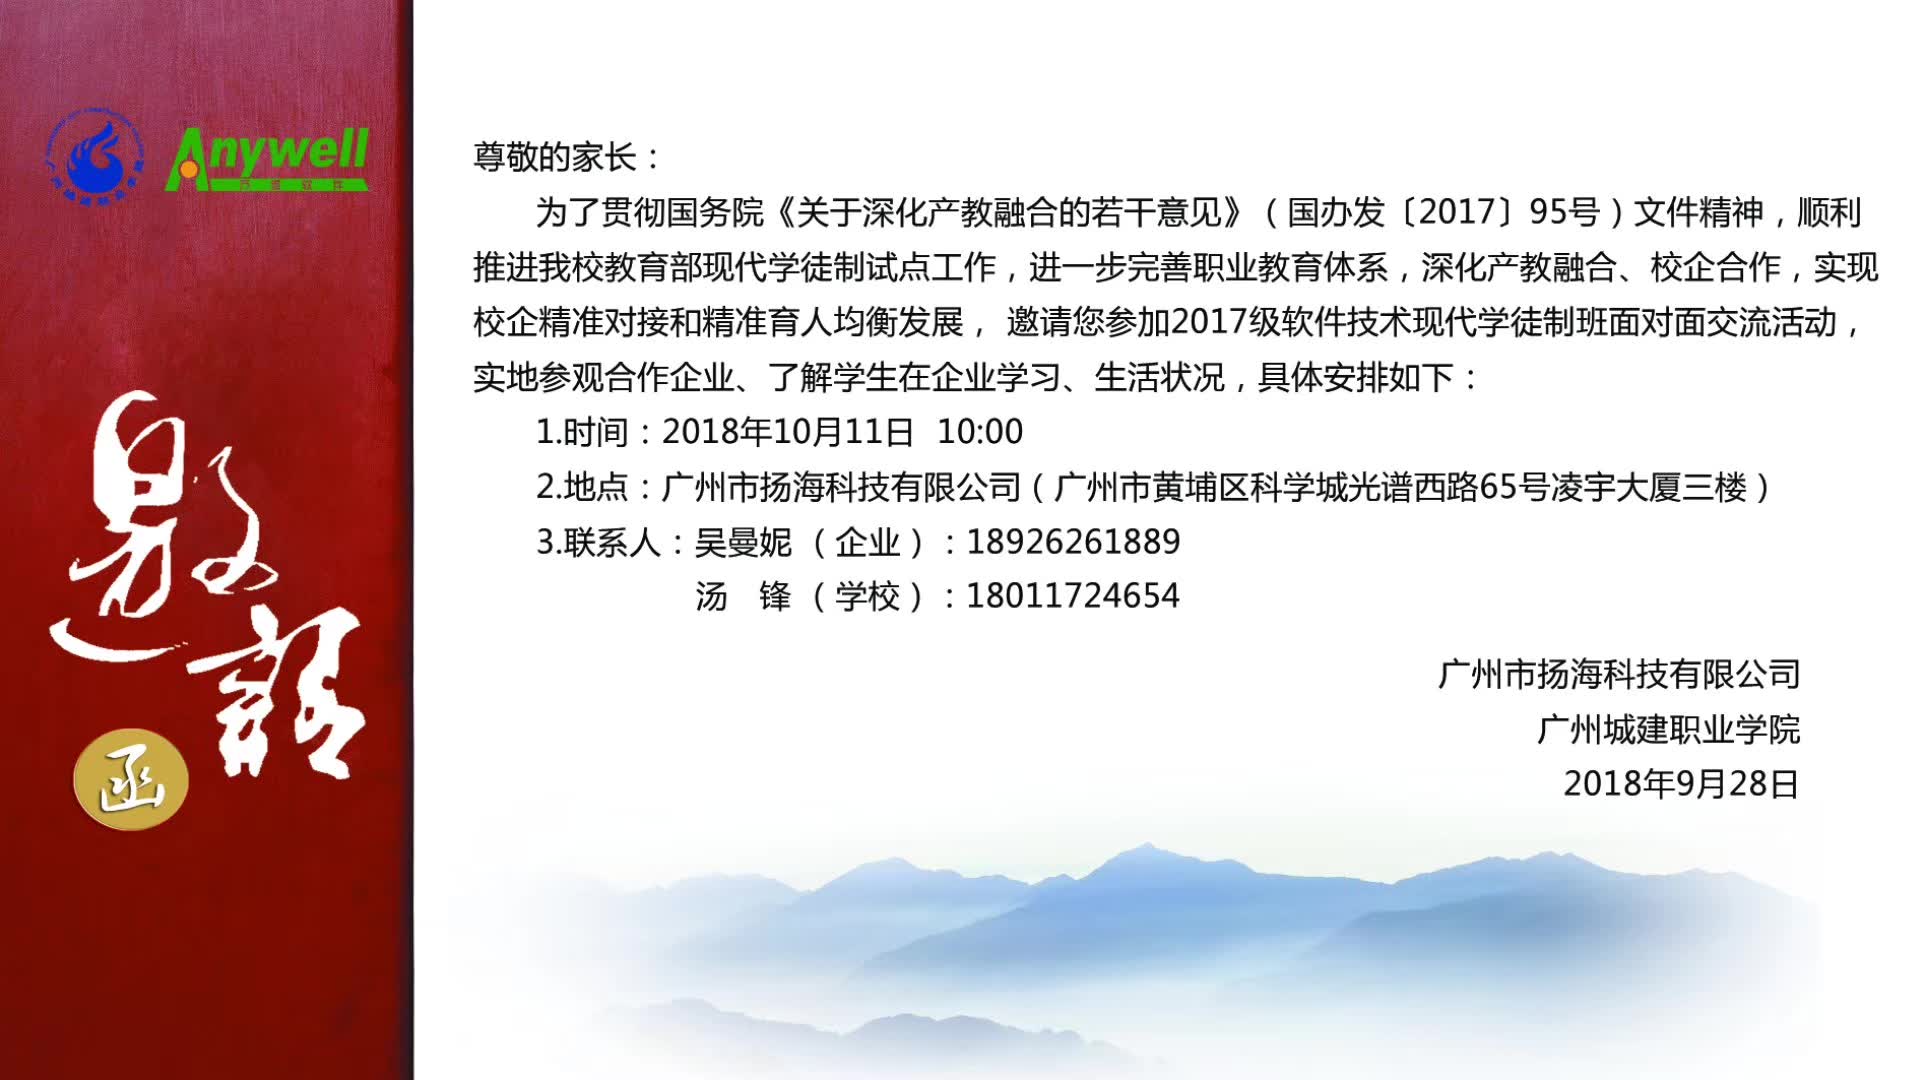 Anywell
万维软件
邀請
函
尊敬的家长：
为了贯彻国务院《关于深化产教融合的若干意见》（国办发〔2017〕95号）文件精神，顺利
推进我校教育部现代学徒制试点工作，进一步完善职业教育体系，深化产教融合、校企合作，实现
校企精准对接和精准育人均衡发展， 邀请您参加2017级软件技术现代学徒制班面对面交流活动，
实地参观合作企业、了解学生在企业学习、生活状况，具体安排如下：
1.时间：2018年10月11日 10:00
2.地点：广州市扬海科技有限公司（广州市黄埔区科学城光谱西路65号凌宇大厦三楼）
3.联系人：吴曼妮 （企业）：18926261889
汤 锋 （学校）：18011724654
广州市扬海科技有限公司
广州城建职业学院
2018年9月28日